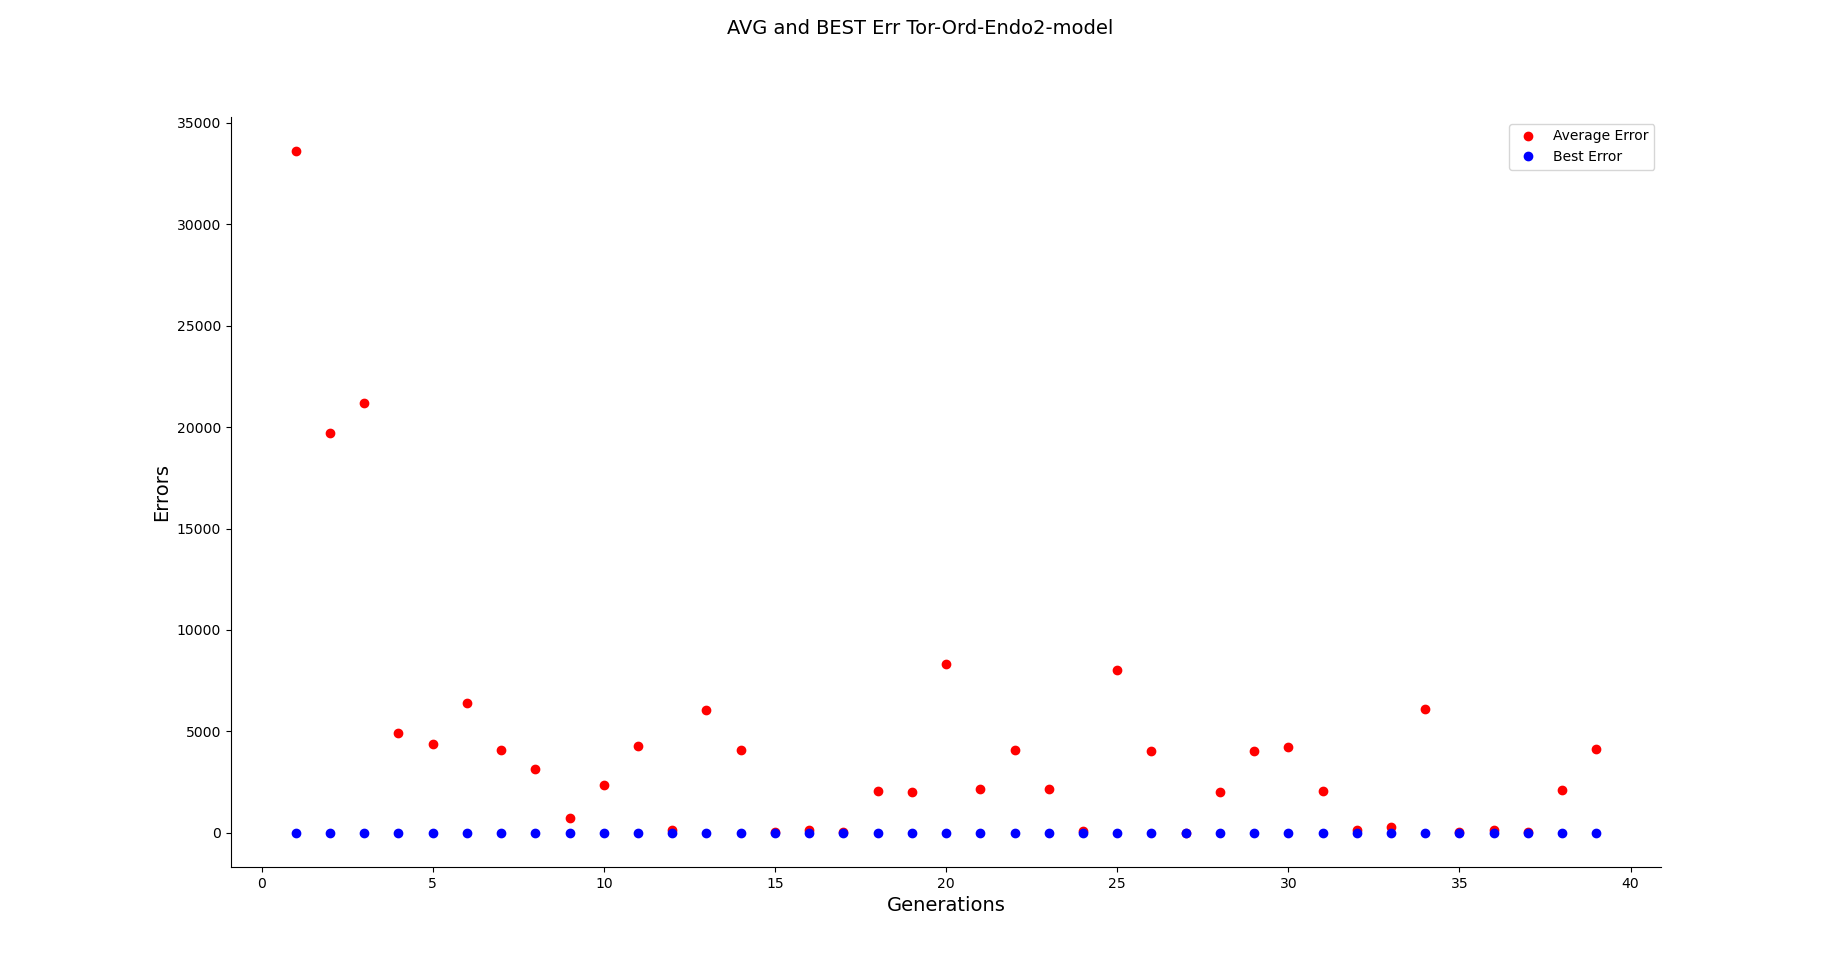 AVG and BEST Err Tor-Ord-Endo2-model
35000
30000
25000
20000
15000
10000
5000
0
Errors
Average Error
Best Error
0 5 10 15 20 25 30 35 40
Generations